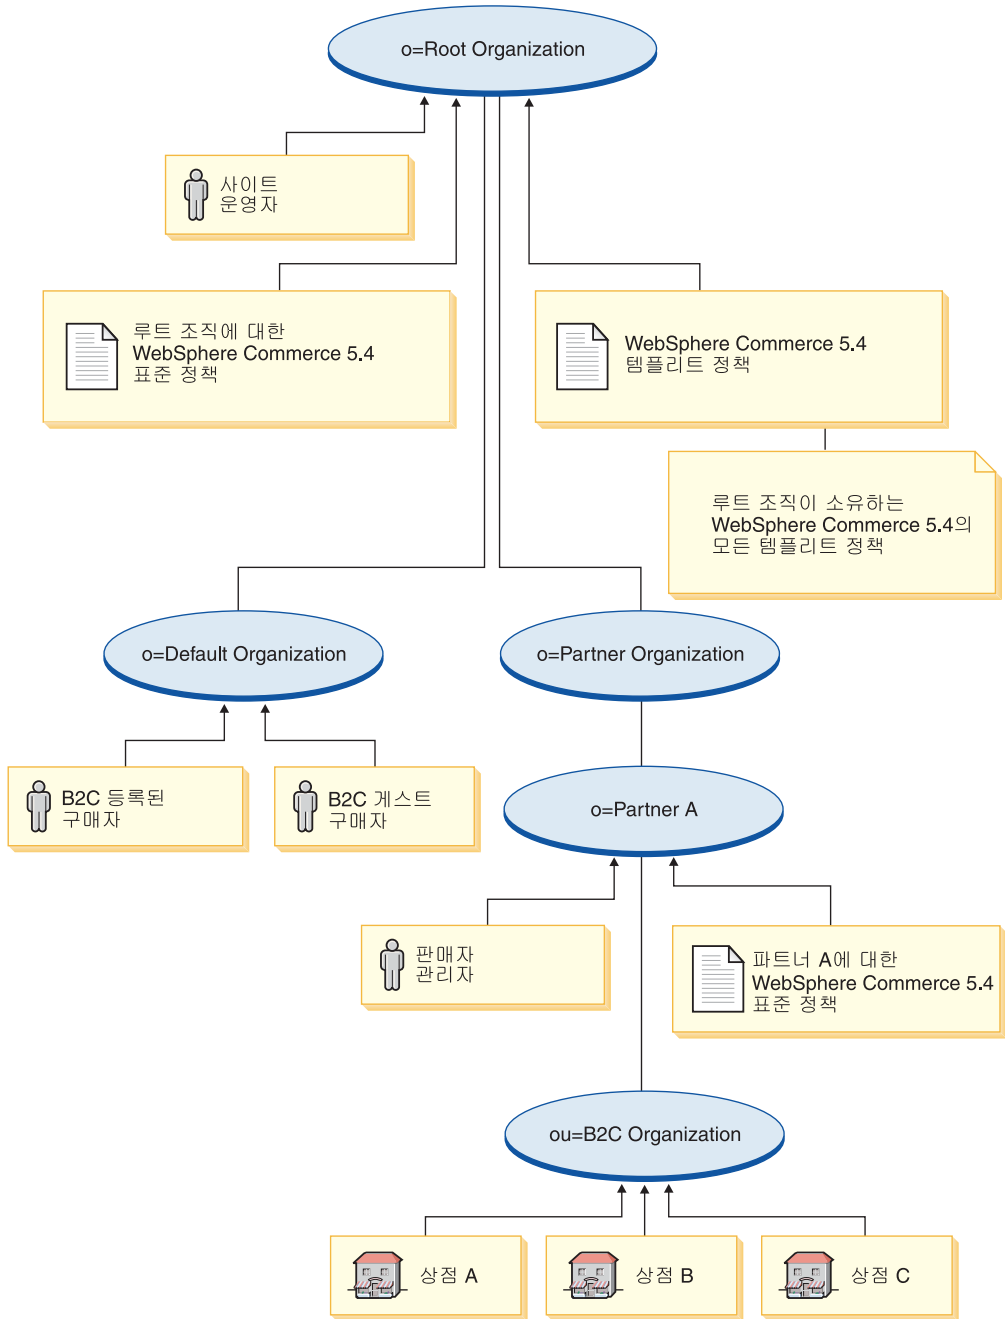 o=Root Organization
사이트
운영자
루트 조직에 대한
WebSphere Commerce 5.4
표준 정책
WebSphere Commerce 5.4
템플리트 정책
루트 조직이 소유하는
WebSphere Commerce 5.4의
모든 템플리트 정책
o=Default Organization
o=Partner Organization
B2C 등록된
구매자
B2C 게스트
구매자
o=Partner A
판매자
관리자
파트너 A에 대한
WebSphere Commerce 5.4
표준 정책
ou=B2C Organization
상점 A
상점 B
상점 C